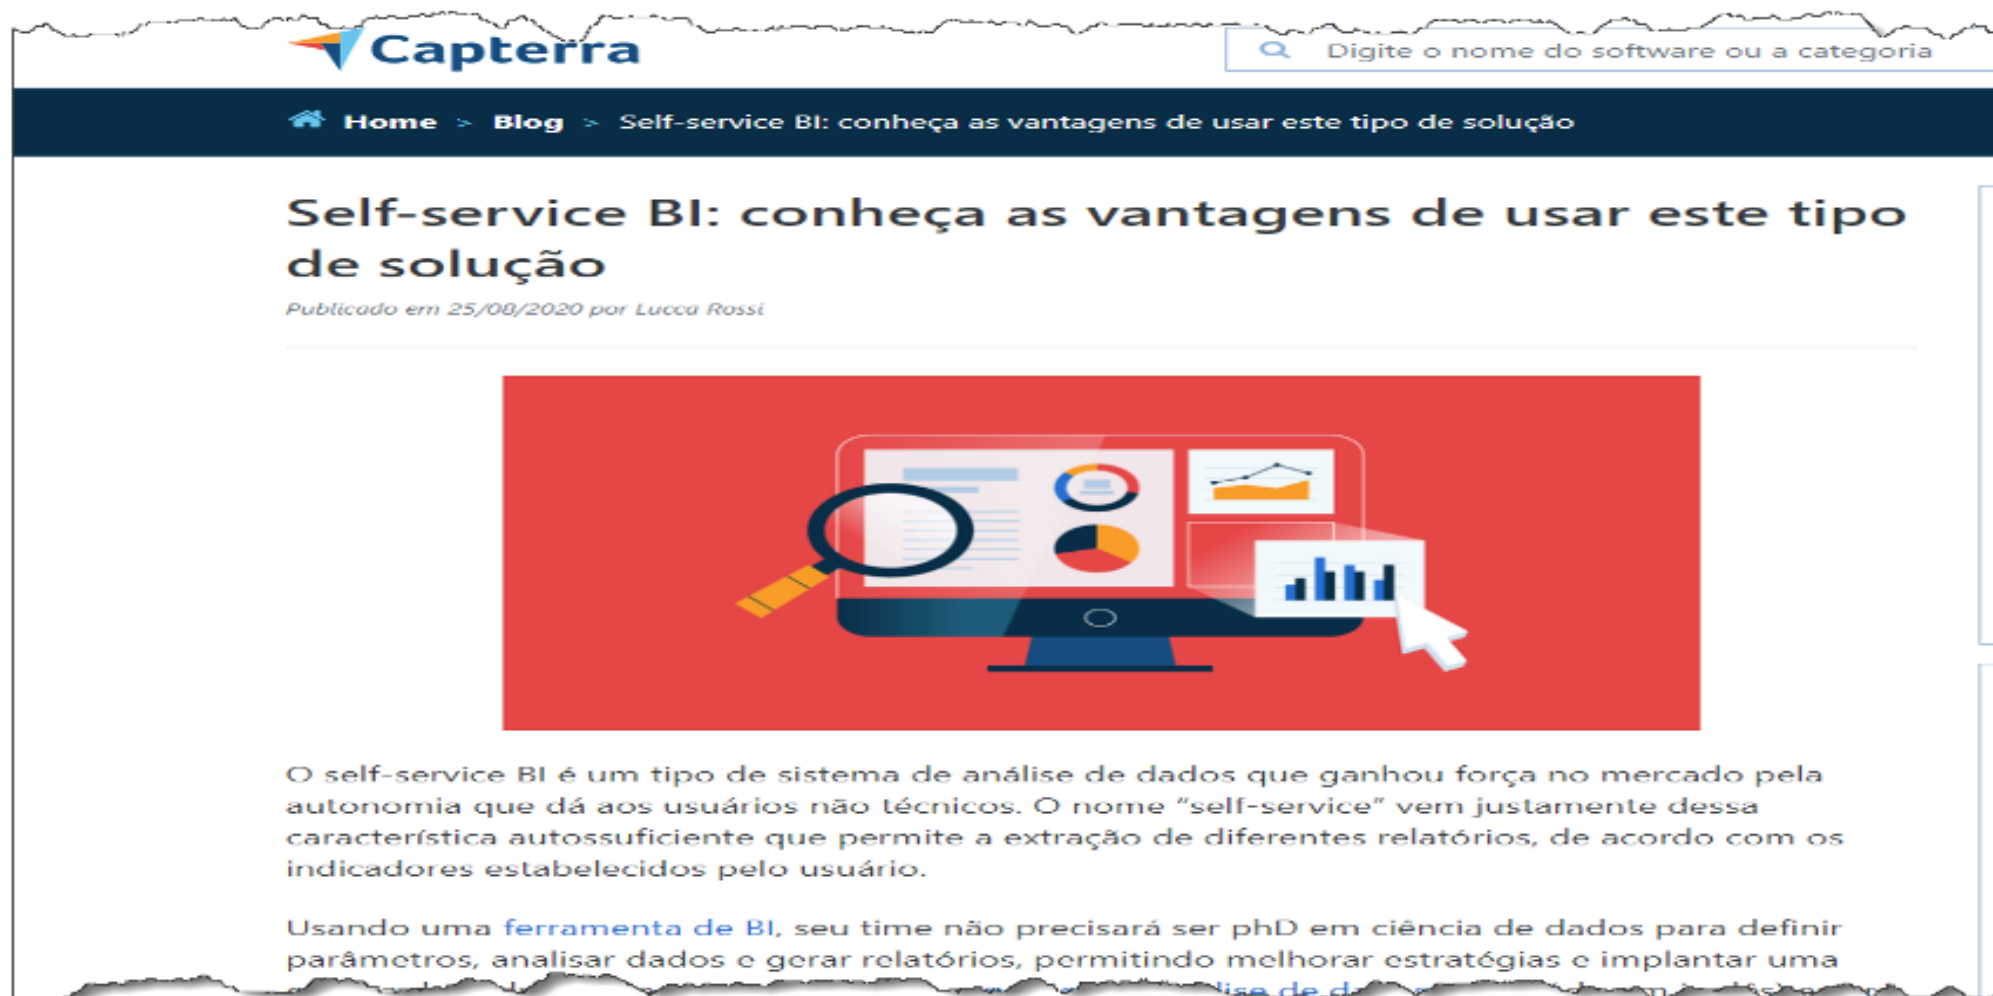 Capterra
Digite o nome do software ou a categoria
Home > Blog > Self-service BI: conheça as vantagens de usar este tipo de solução
Self-service BI: conheça as vantagens de usar este tipo
de solução
Publicado em 25/08/2020 por Lucca Rossi
O self-service BI é um tipo de sistema de análise de dados que ganhou força no mercado pela
autonomia que dá aos usuários não técnicos. O nome “self-service” vem justamente dessa
característica autossuficiente que permite a extração de diferentes relatórios, de acordo com os
indicadores estabelecidos pelo usuário.
Usando uma ferramenta de BI, seu time não precisará ser phD em ciência de dados para definir
parâmetros, analisar dados e gerar relatórios, permitindo melhorar estratégias e implantar uma